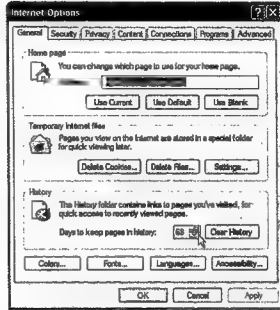 Internet Options
General Security Privacy Content Connections Programs Advanced
Home page
You can change which page to use for your home page.
Use Current Use Default Use Blank
Temporary Internet files
Pages you view on the Internet are stored in a special folder
for quick viewing later.
Delete Cookies... Delete Files... Settings...
History
The History folder contains links to pages you've visited, for
quick access to recently viewed pages.
Days to keep pages in history: Clear History
Colors... Fonts... Languages... Accessibility...
OK Cancel Apply